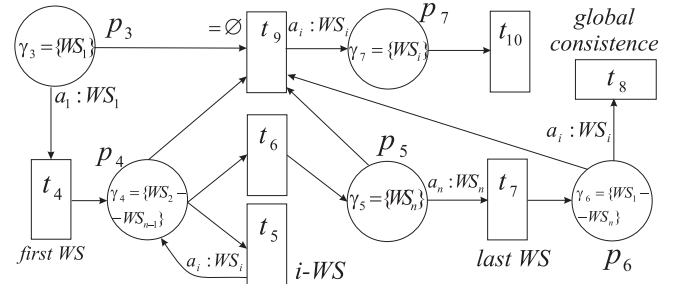 γ₃ = {WS₁}
p₃
= ∅
t₉
aᵢ : WSᵢ
p₇
γ₇ = {WSᵢ}
t₁₀
global
consistence
t₈
a₁ : WS₁
aᵢ : WSᵢ
t₄
first WS
p₄
γ₄ = {WS₂ –
– WSₙ₋₁}
t₆
t₅
aᵢ : WSᵢ
i-WS
p₅
γ₅ = {WSₙ}
aₙ : WSₙ
t₇
last WS
γ₆ = {WS₁ –
– WSₙ}
p₆